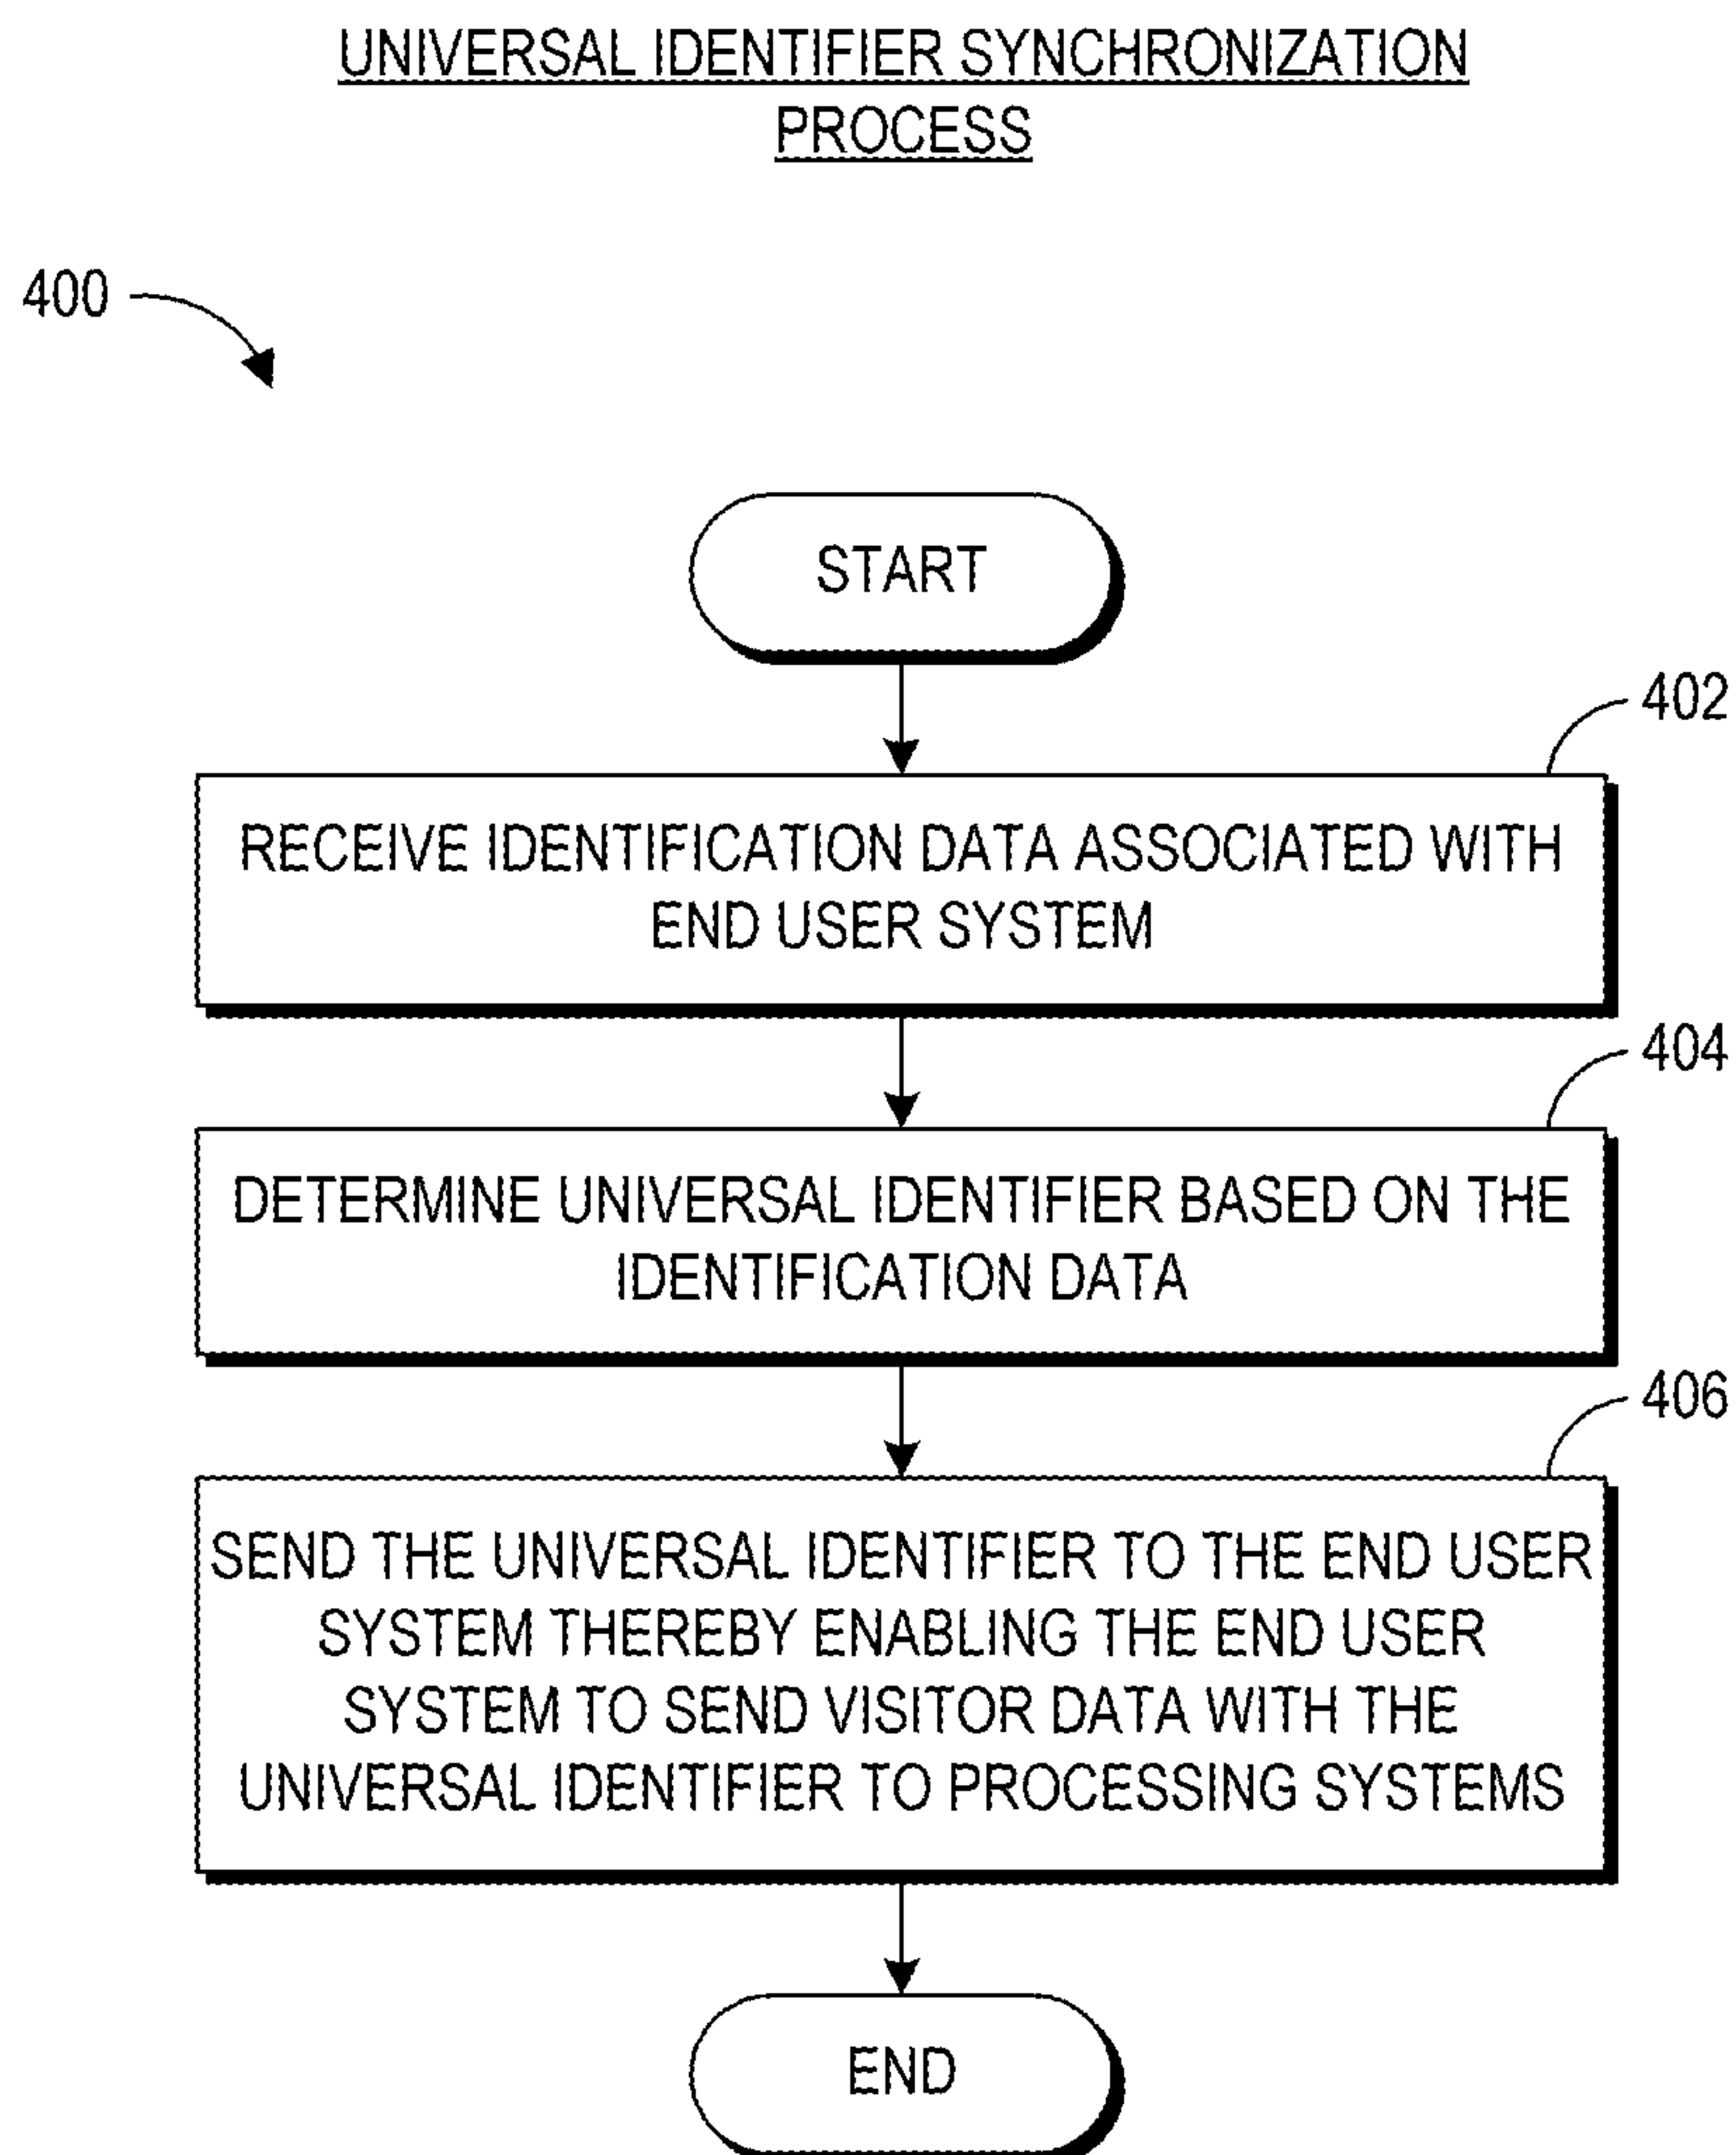 UNIVERSAL IDENTIFIER SYNCHRONIZATION
PROCESS
400
START
402
RECEIVE IDENTIFICATION DATA ASSOCIATED WITH
END USER SYSTEM
404
DETERMINE UNIVERSAL IDENTIFIER BASED ON THE
IDENTIFICATION DATA
406
SEND THE UNIVERSAL IDENTIFIER TO THE END USER
SYSTEM THEREBY ENABLING THE END USER
SYSTEM TO SEND VISITOR DATA WITH THE
UNIVERSAL IDENTIFIER TO PROCESSING SYSTEMS
END